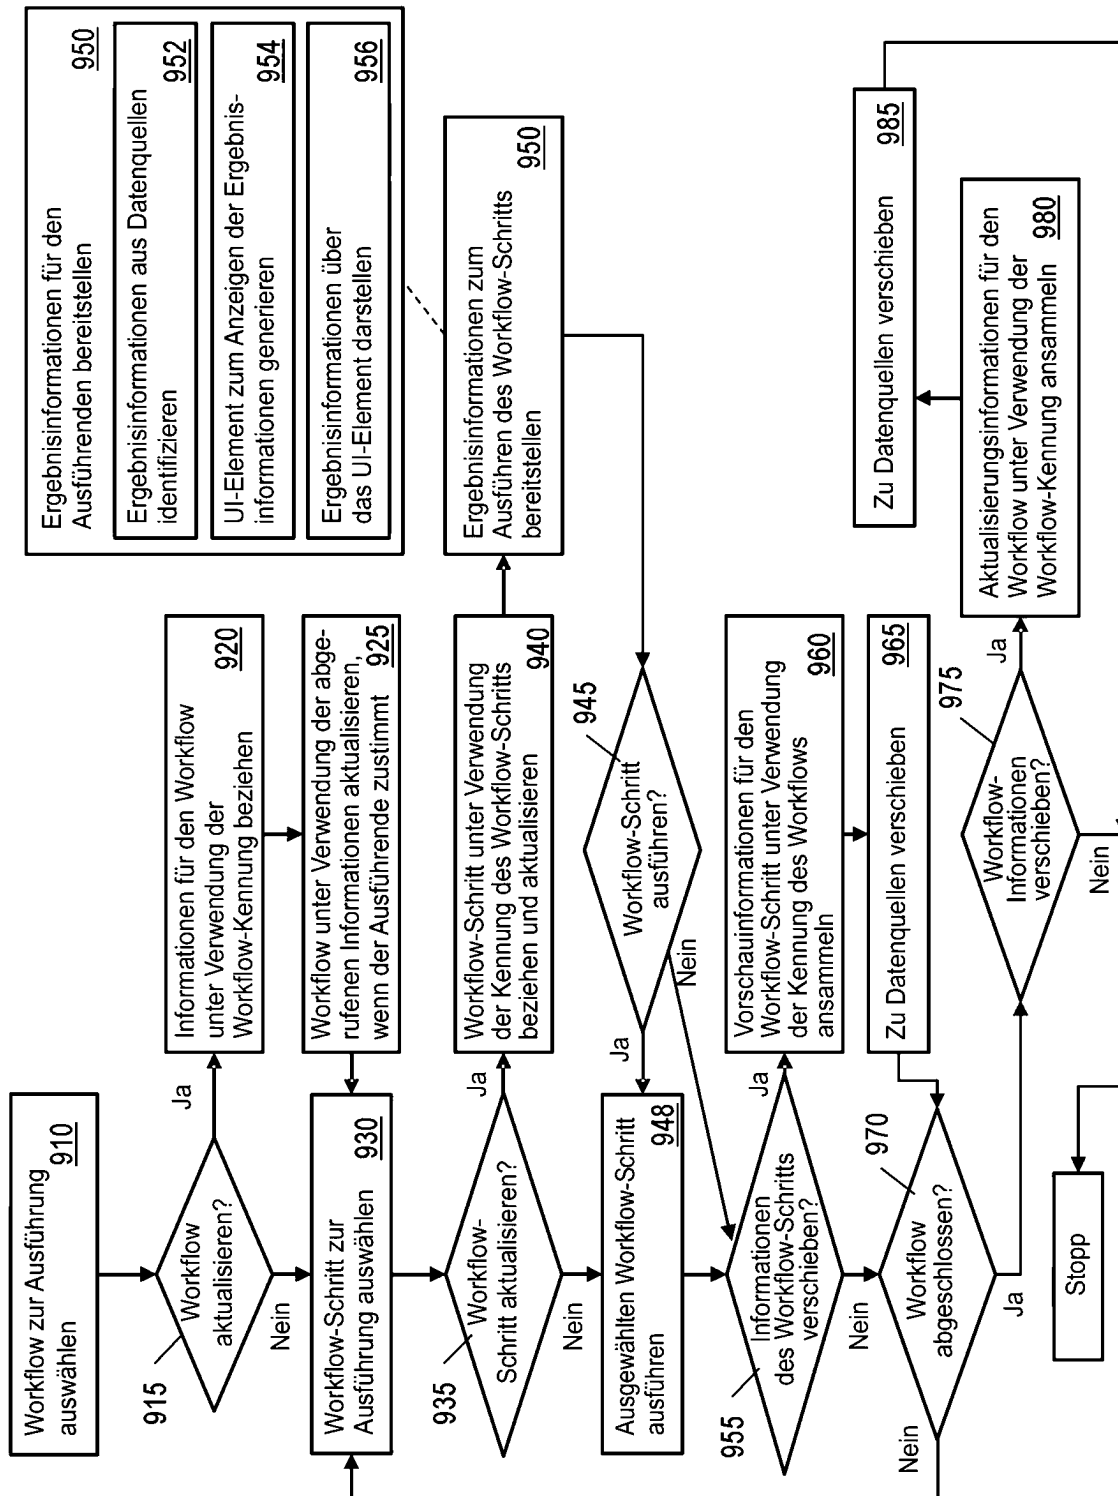 Workflow zur Ausführung
auswählen
910
915
Workflow
aktualisieren?
Ja
Nein
Informationen für den Workflow
unter Verwendung der
Workflow-Kennung beziehen
920
Workflow unter Verwendung der abge-
rufenen Informationen aktualisieren,
wenn der Ausführende zustimmt
925
Workflow-Schritt zur
Ausführung auswählen
930
935
Workflow-
Schritt aktualisieren?
Ja
Nein
Workflow-Schritt unter Verwendung
der Kennung des Workflow-Schritts
beziehen und aktualisieren
940
Ergebnisinformationen zum
Ausführen des Workflow-Schritts
bereitstellen
950
Ergebnisinformationen für den
Ausführenden bereitstellen
950
Ergebnisinformationen aus Datenquellen
identifizieren
952
UI-Element zum Anzeigen der Ergebnis-
informationen generieren
954
Ergebnisinformationen über
das UI-Element darstellen
956
945
Workflow-Schritt
ausführen?
Ja
Nein
Ausgewählten Workflow-Schritt
ausführen
948
955
Informationen
des Workflow-Schritts
verschieben?
Ja
Nein
Vorschauinformationen für den
Workflow-Schritt unter Verwendung
der Kennung des Workflows
ansammeln
960
Zu Datenquellen verschieben
965
970
Workflow
abgeschlossen?
Nein
Ja
975
Workflow-
Informationen
verschieben?
Ja
Nein
Aktualisierungsinformationen für den
Workflow unter Verwendung der
Workflow-Kennung ansammeln
980
Zu Datenquellen verschieben
985
Stopp